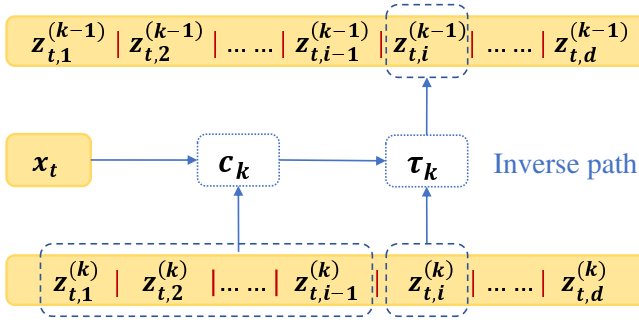 z_{t,1}^{(k-1)} | z_{t,2}^{(k-1)} | ... ... | z_{t,i-1}^{(k-1)} | z_{t,i}^{(k-1)} | ... ... | z_{t,d}^{(k-1)}
x_t c_k τ_k Inverse path
z_{t,1}^{(k)} | z_{t,2}^{(k)} | ... ... | z_{t,i-1}^{(k)} | z_{t,i}^{(k)} | ... ... | z_{t,d}^{(k)}